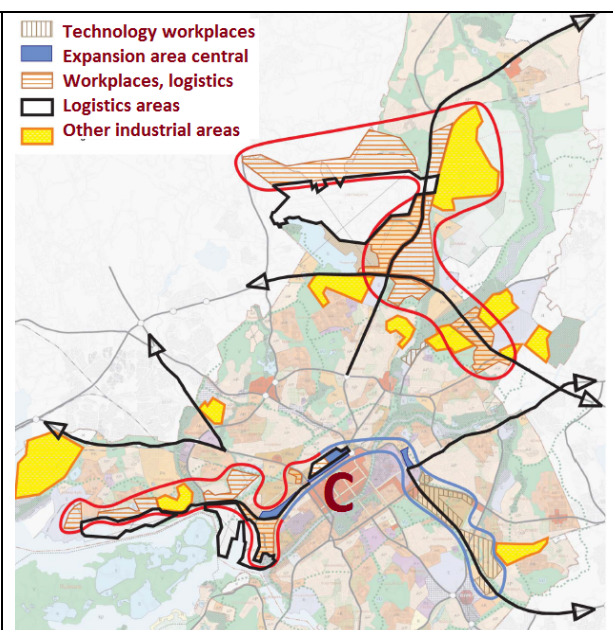 Technology workplaces
Expansion area central
Workplaces, logistics
Logistics areas
Other industrial areas
C